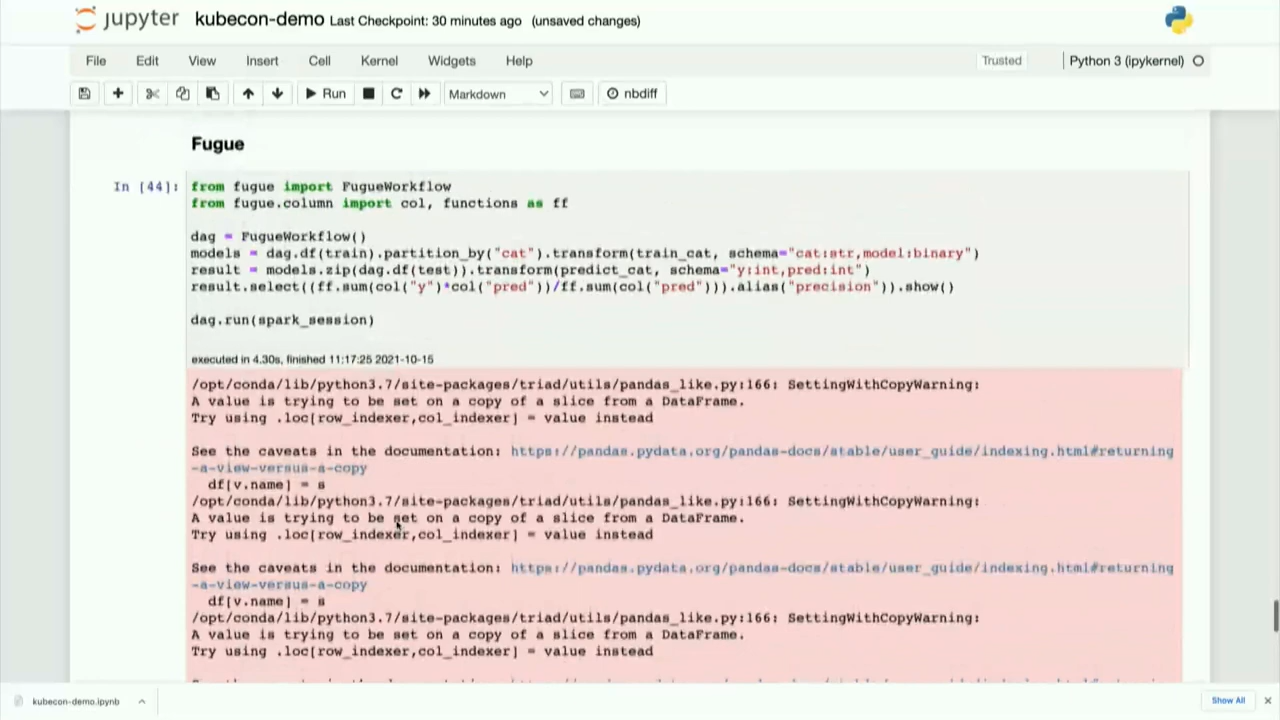 jupyter kubecon-demo Last Checkpoint: 30 minutes ago (unsaved changes)
File Edit View Insert Cell Kernel Widgets Help Trusted Python 3 (ipykernel)
Run Markdown nbdiff
Fugue
In [44]: from fugue import FugueWorkflow
from fugue.column import col, functions as ff
dag = FugueWorkflow()
models = dag.df(train).partition_by("cat").transform(train_cat, schema="cat:str,model:binary")
result = models.zip(dag.df(test)).transform(predict_cat, schema="y:int,pred:int")
result.select((ff.sum(col("y")*col("pred"))/ff.sum(col("pred"))).alias("precision")).show()
dag.run(spark_session)
executed in 4.30s, finished 11:17:25 2021-10-15
/opt/conda/lib/python3.7/site-packages/triad/utils/pandas_like.py:166: SettingWithCopyWarning:
A value is trying to be set on a copy of a slice from a DataFrame.
Try using .loc[row_indexer,col_indexer] = value instead
See the caveats in the documentation: https://pandas.pydata.org/pandas-docs/stable/user_guide/indexing.html#returning
-a-view-versus-a-copy
df[v.name] = s
/opt/conda/lib/python3.7/site-packages/triad/utils/pandas_like.py:166: SettingWithCopyWarning:
A value is trying to be set on a copy of a slice from a DataFrame.
Try using .loc[row_indexer,col_indexer] = value instead
See the caveats in the documentation: https://pandas.pydata.org/pandas-docs/stable/user_guide/indexing.html#returning
-a-view-versus-a-copy
df[v.name] = s
/opt/conda/lib/python3.7/site-packages/triad/utils/pandas_like.py:166: SettingWithCopyWarning:
A value is trying to be set on a copy of a slice from a DataFrame.
Try using .loc[row_indexer,col_indexer] = value instead
kubecon-demo.ipynb Show All